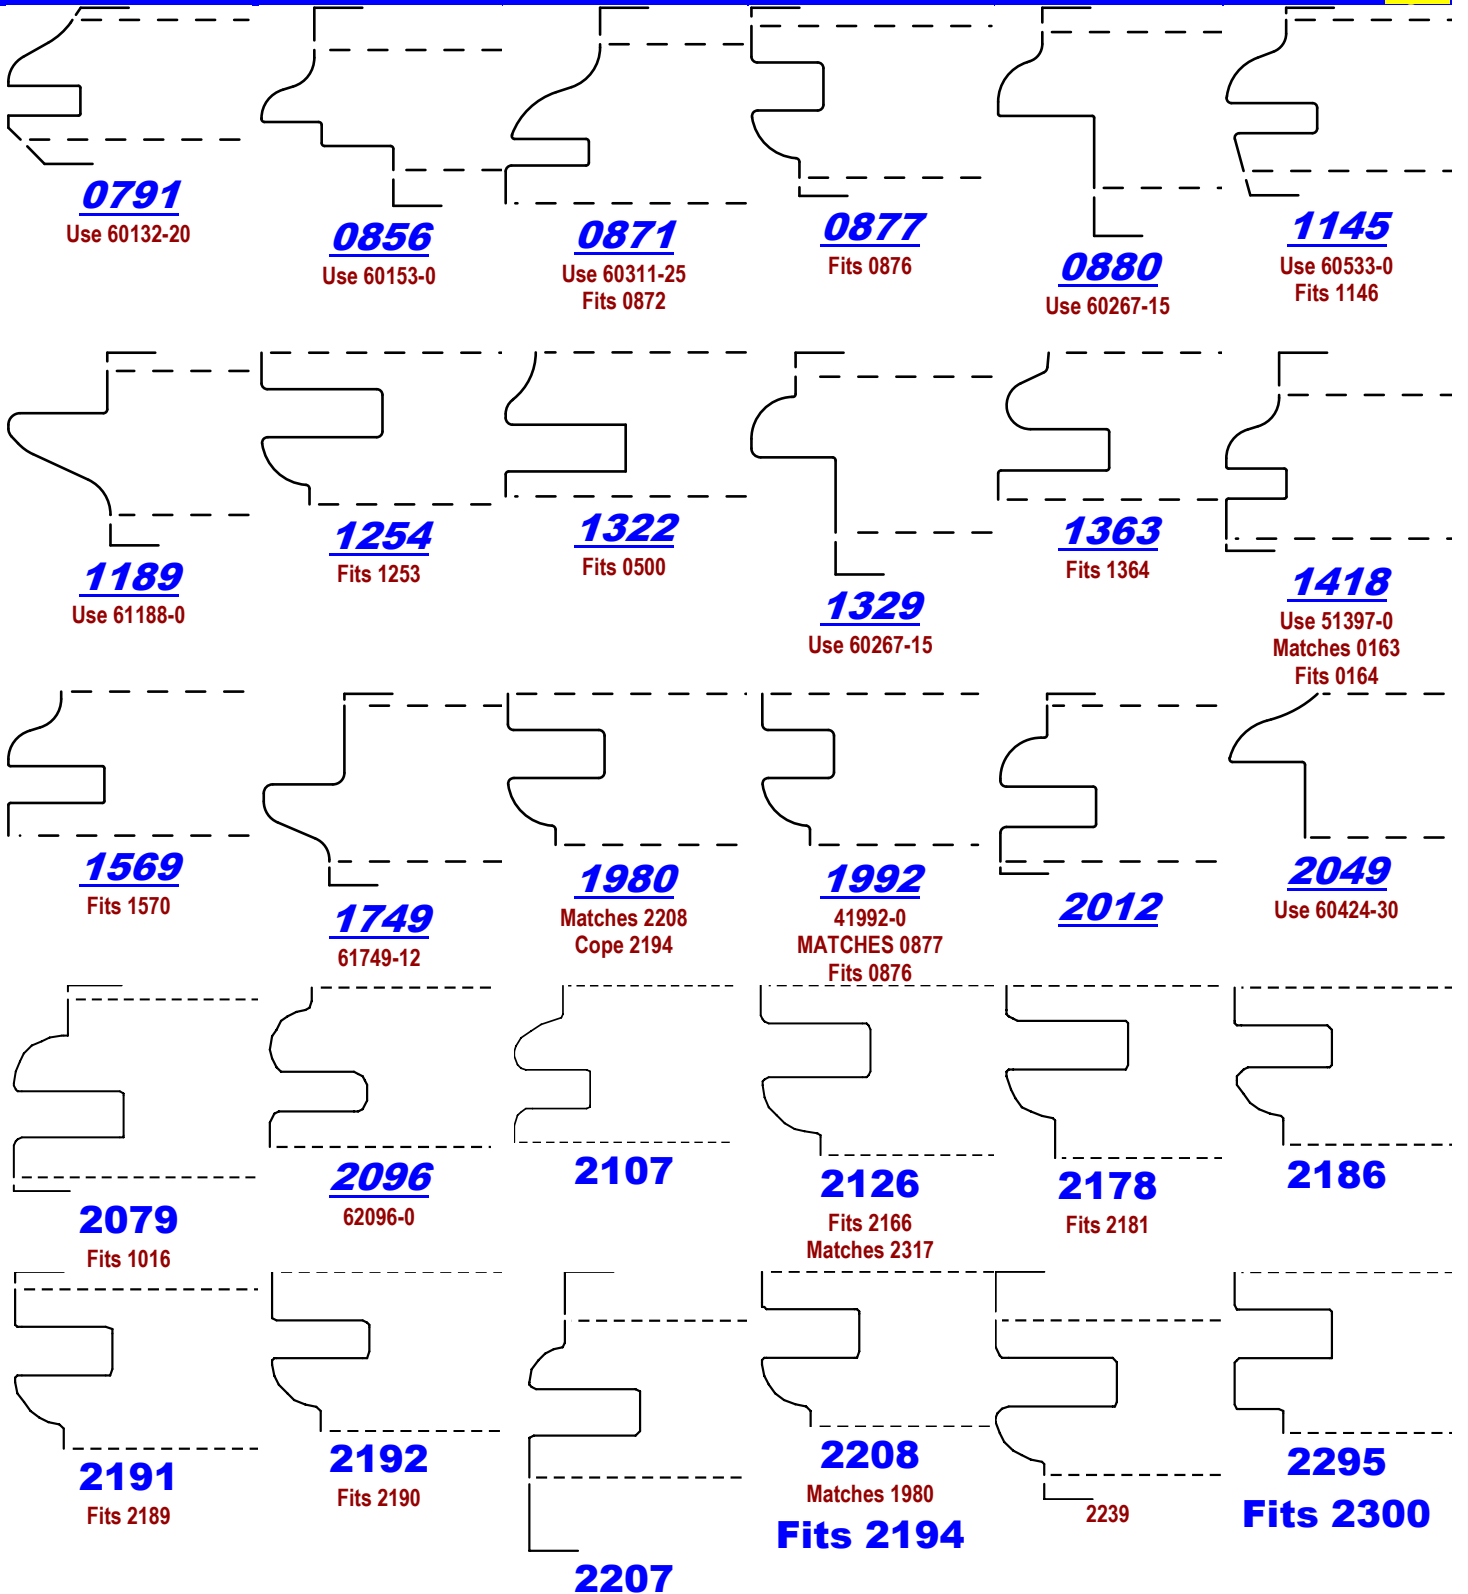 0791
Use 60132-20
0856
Use 60153-0
0871
Use 60311-25
Fits 0872
0877
Fits 0876
0880
Use 60267-15
1145
Use 60533-0
Fits 1146
1189
Use 61188-0
1254
Fits 1253
1322
Fits 0500
1329
Use 60267-15
1363
Fits 1364
1418
Use 51397-0
Matches 0163
Fits 0164
1569
Fits 1570
1749
61749-12
1980
Matches 2208
Cope 2194
1992
41992-0
MATCHES 0877
Fits 0876
2012
2049
Use 60424-30
2079
Fits 1016
2096
62096-0
2107
2126
Fits 2166
Matches 2317
2178
Fits 2181
2186
2191
Fits 2189
2192
Fits 2190
2207
2208
Matches 1980
Fits 2194
2239
2295
Fits 2300